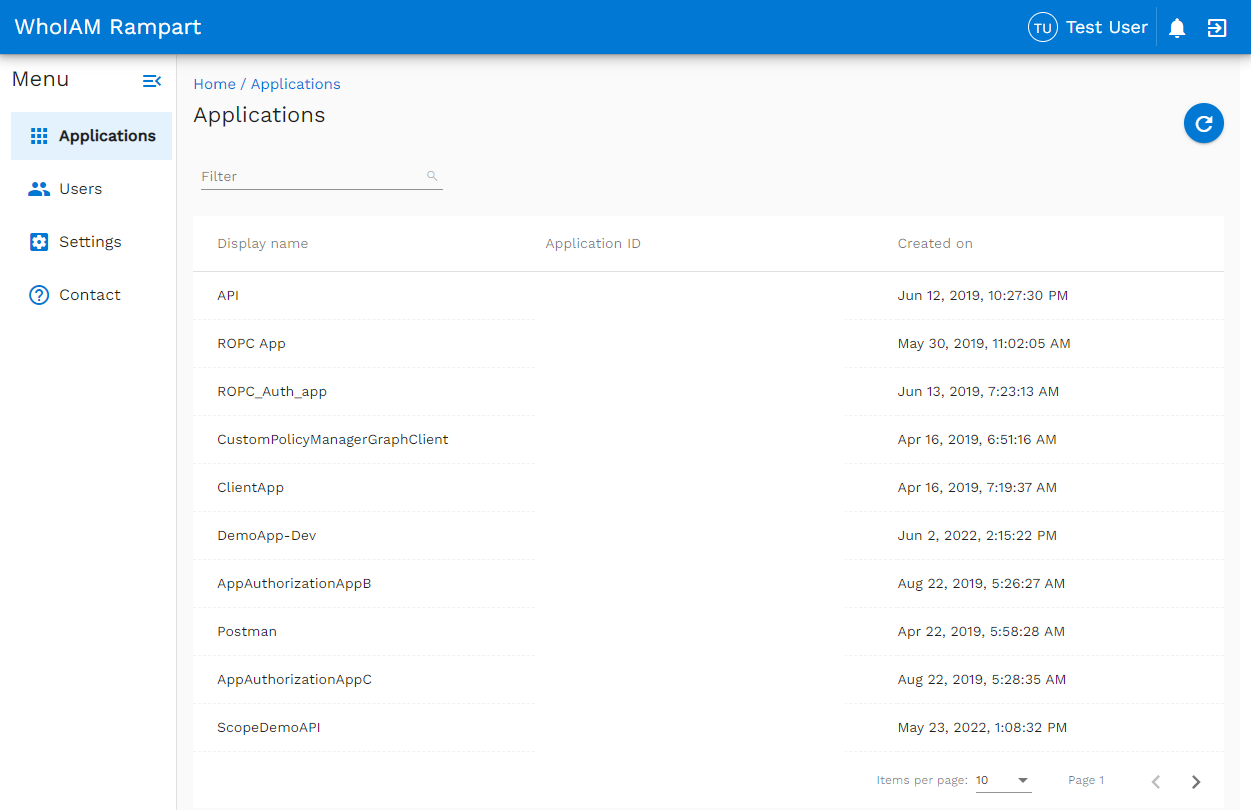 WhoIAM Rampart
TU Test User
Menu
Home / Applications
Applications
Applications
Users
Settings
Contact
Filter
Display name Application ID Created on
API Jun 12, 2019, 10:27:30 PM
ROPC App May 30, 2019, 11:02:05 AM
ROPC_Auth_app Jun 13, 2019, 7:23:13 AM
CustomPolicyManagerGraphClient Apr 16, 2019, 6:51:16 AM
ClientApp Apr 16, 2019, 7:19:37 AM
DemoApp-Dev Jun 2, 2022, 2:15:22 PM
AppAuthorizationAppB Aug 22, 2019, 5:26:27 AM
Postman Apr 22, 2019, 5:58:28 AM
AppAuthorizationAppC Aug 22, 2019, 5:28:35 AM
ScopeDemoAPI May 23, 2022, 1:08:32 PM
Items per page: 10 Page 1